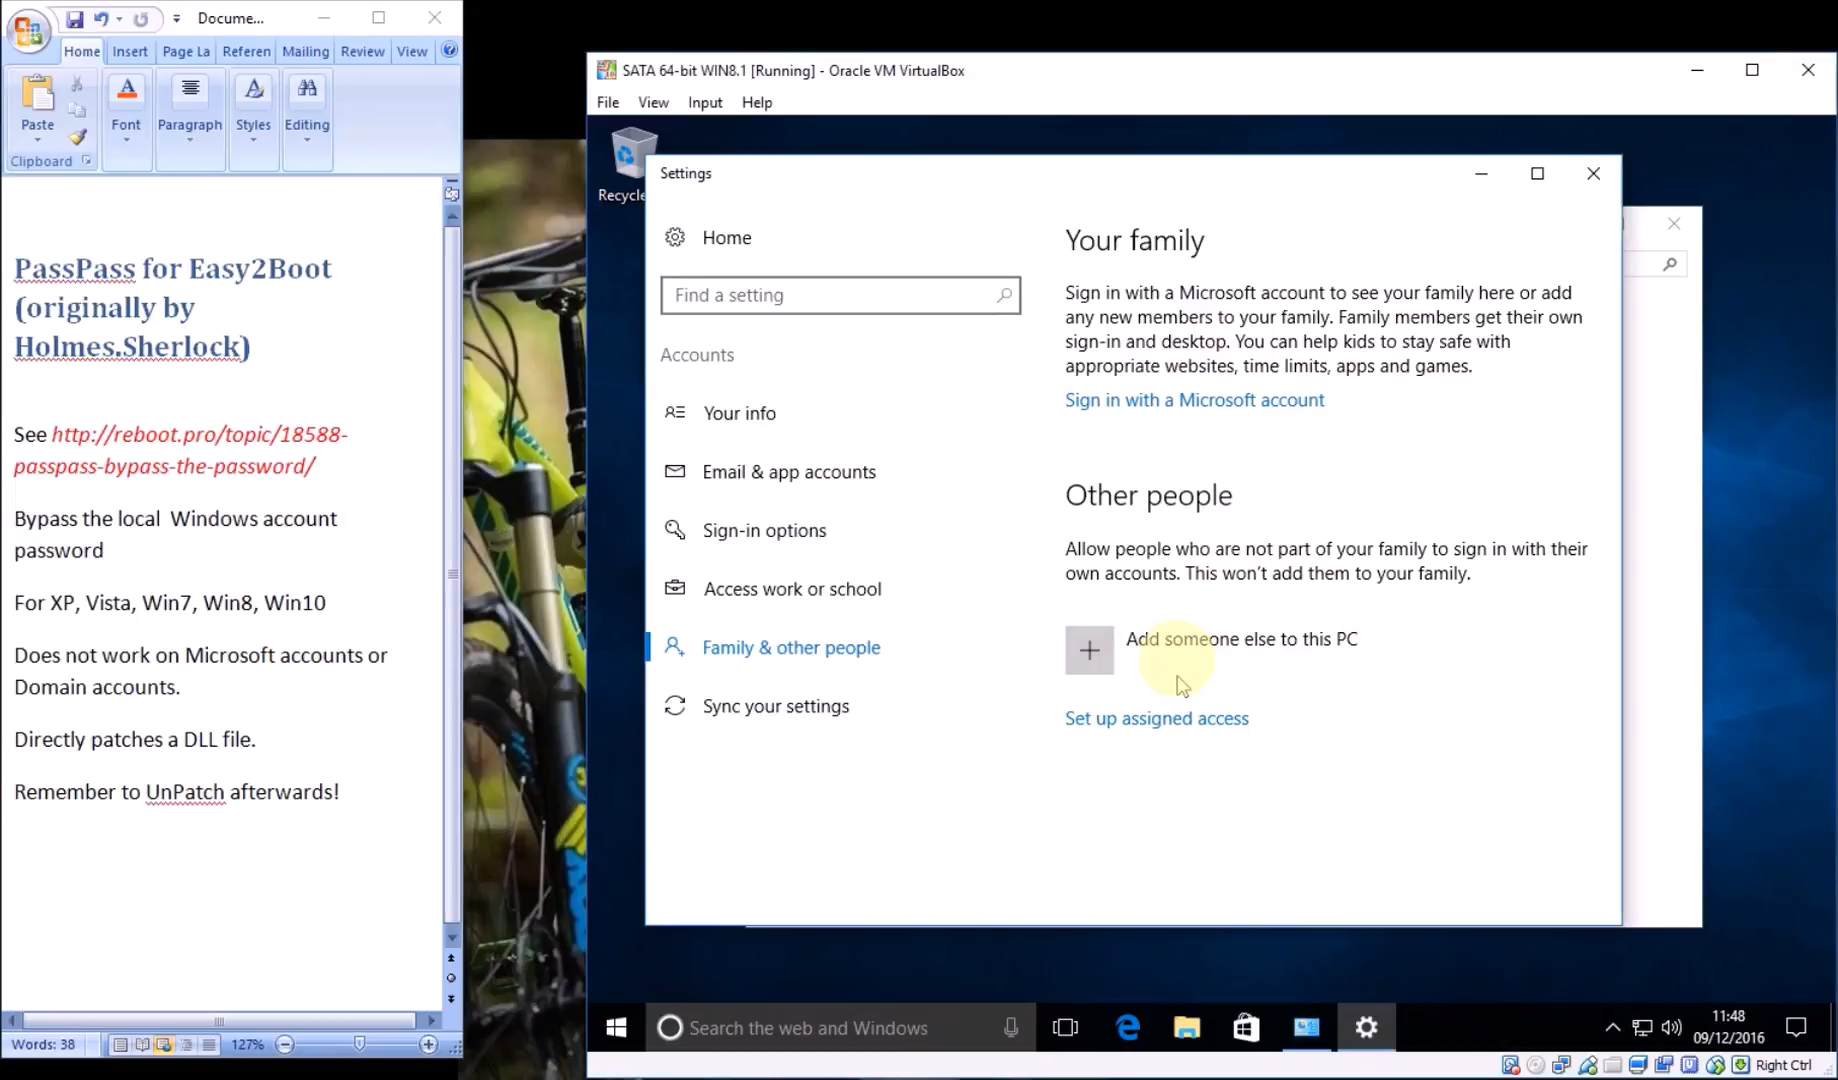 Docume...
Home Insert Page La Referen Mailing Review View
Paste
Font
Paragraph
Styles
Editing
Clipboard
PassPass for Easy2Boot
(originally by
Holmes.Sherlock)
See http://reboot.pro/topic/18588-
passpass-bypass-the-password/
Bypass the local Windows account
password
For XP, Vista, Win7, Win8, Win10
Does not work on Microsoft accounts or
Domain accounts.
Directly patches a DLL file.
Remember to UnPatch afterwards!
Words: 38
127%
SATA 64-bit WIN8.1 [Running] - Oracle VM VirtualBox
File View Input Help
Recycle
Settings
Home
Find a setting
Accounts
Your info
Email & app accounts
Sign-in options
Access work or school
Family & other people
Sync your settings
Your family
Sign in with a Microsoft account to see your family here or add
any new members to your family. Family members get their own
sign-in and desktop. You can help kids to stay safe with
appropriate websites, time limits, apps and games.
Sign in with a Microsoft account
Other people
Allow people who are not part of your family to sign in with their
own accounts. This won't add them to your family.
Add someone else to this PC
Set up assigned access
Search the web and Windows
11:48
09/12/2016
Right Ctrl